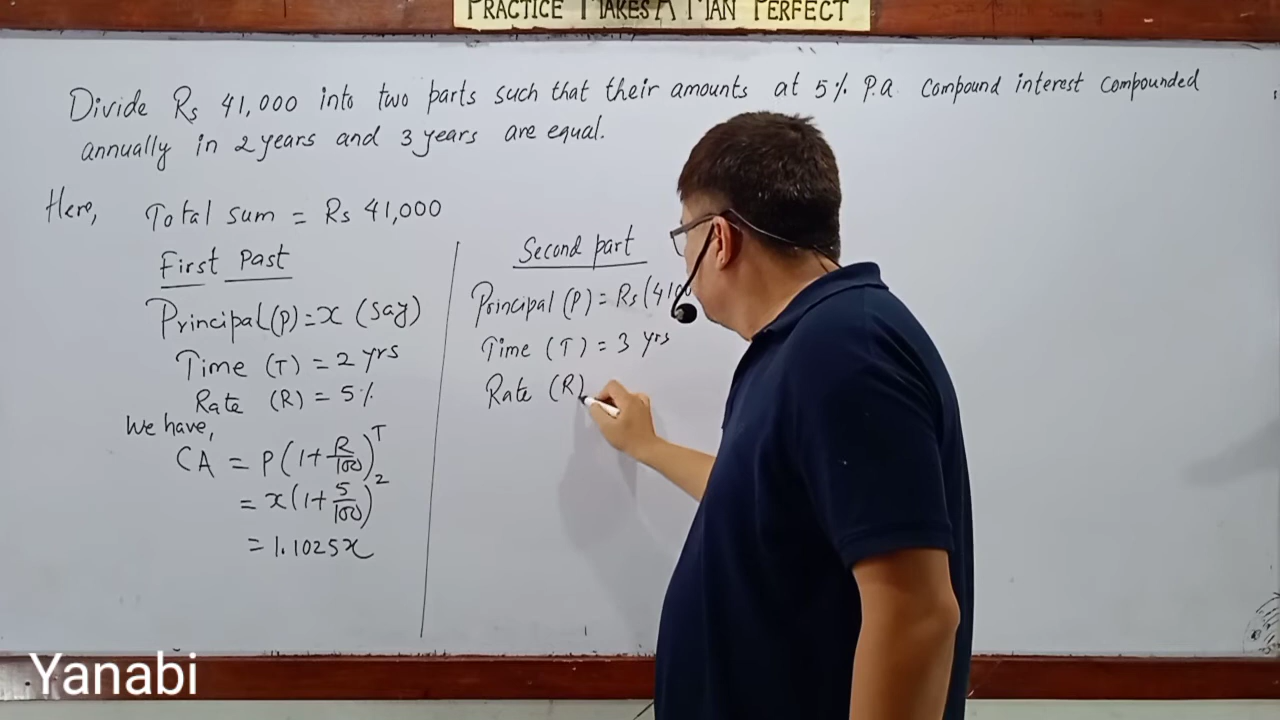 PRACTICE MAKES A MAN PERFECT
Divide Rs 41,000 into two parts such that their amounts at 5% P.a. Compound interest Compounded
annually in 2 years and 3 years are equal.
Here, Total sum = Rs 41,000
First Past
Principal(P)=x (say)
Time (T) = 2 yrs
Rate (R) = 5%
We have,
CA = P(1+R/100)^T
= x(1+5/100)^2
= 1.1025x
Second part
Principal (P) = Rs (410
Time (T) = 3 yrs
Rate (R)
Yanabi